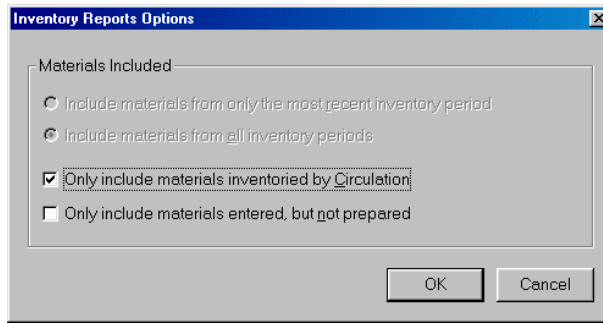 Inventory Reports Options
Materials Included
Include materials from only the most recent inventory period
Include materials from all inventory periods
Only include materials inventoried by Circulation
Only include materials entered, but not prepared
OK Cancel